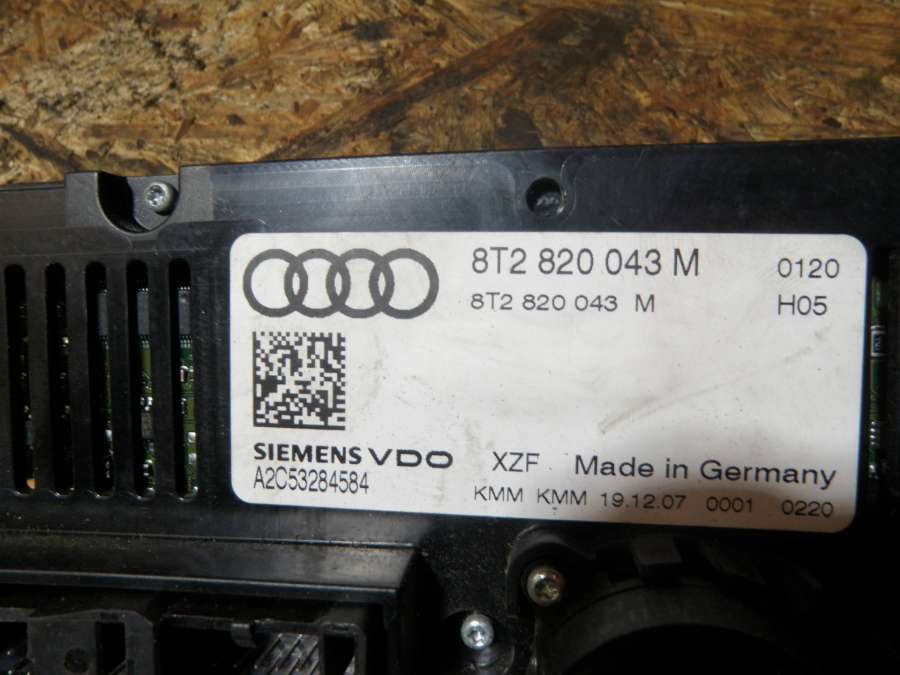 8T2 820 043 M 0120
8T2 820 043 M H05
SIEMENS VDO XZF Made in Germany
A2C53284584
KMM KMM 19.12.07 0001 0220